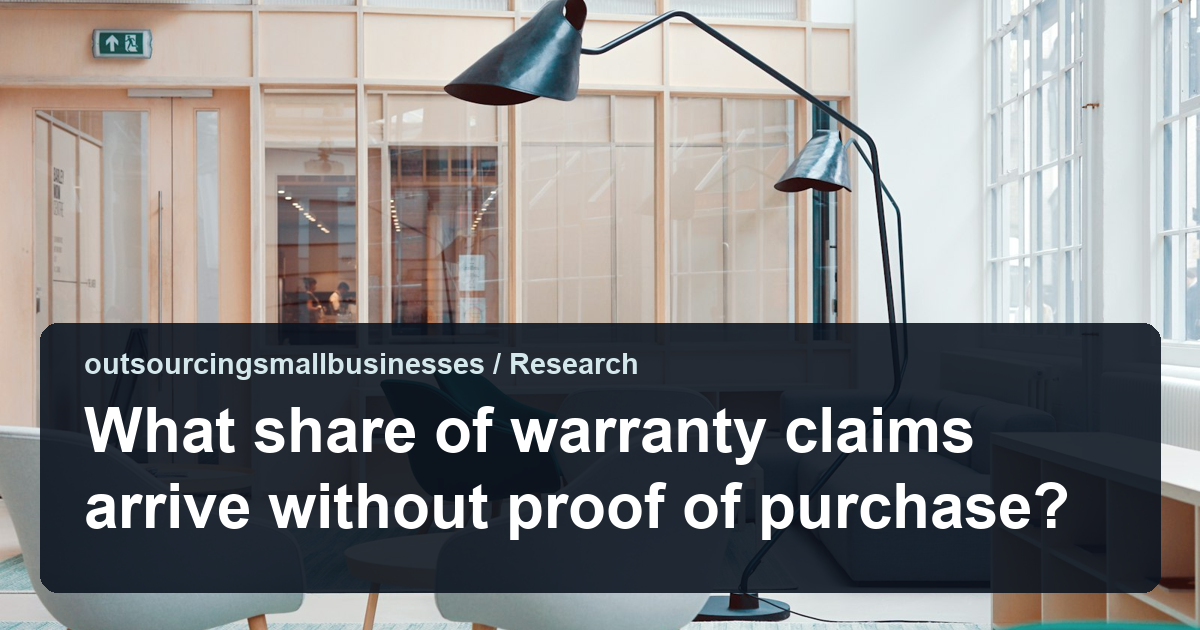 outsourcingsmallbusinesses / Research
What share of warranty claims
arrive without proof of purchase?